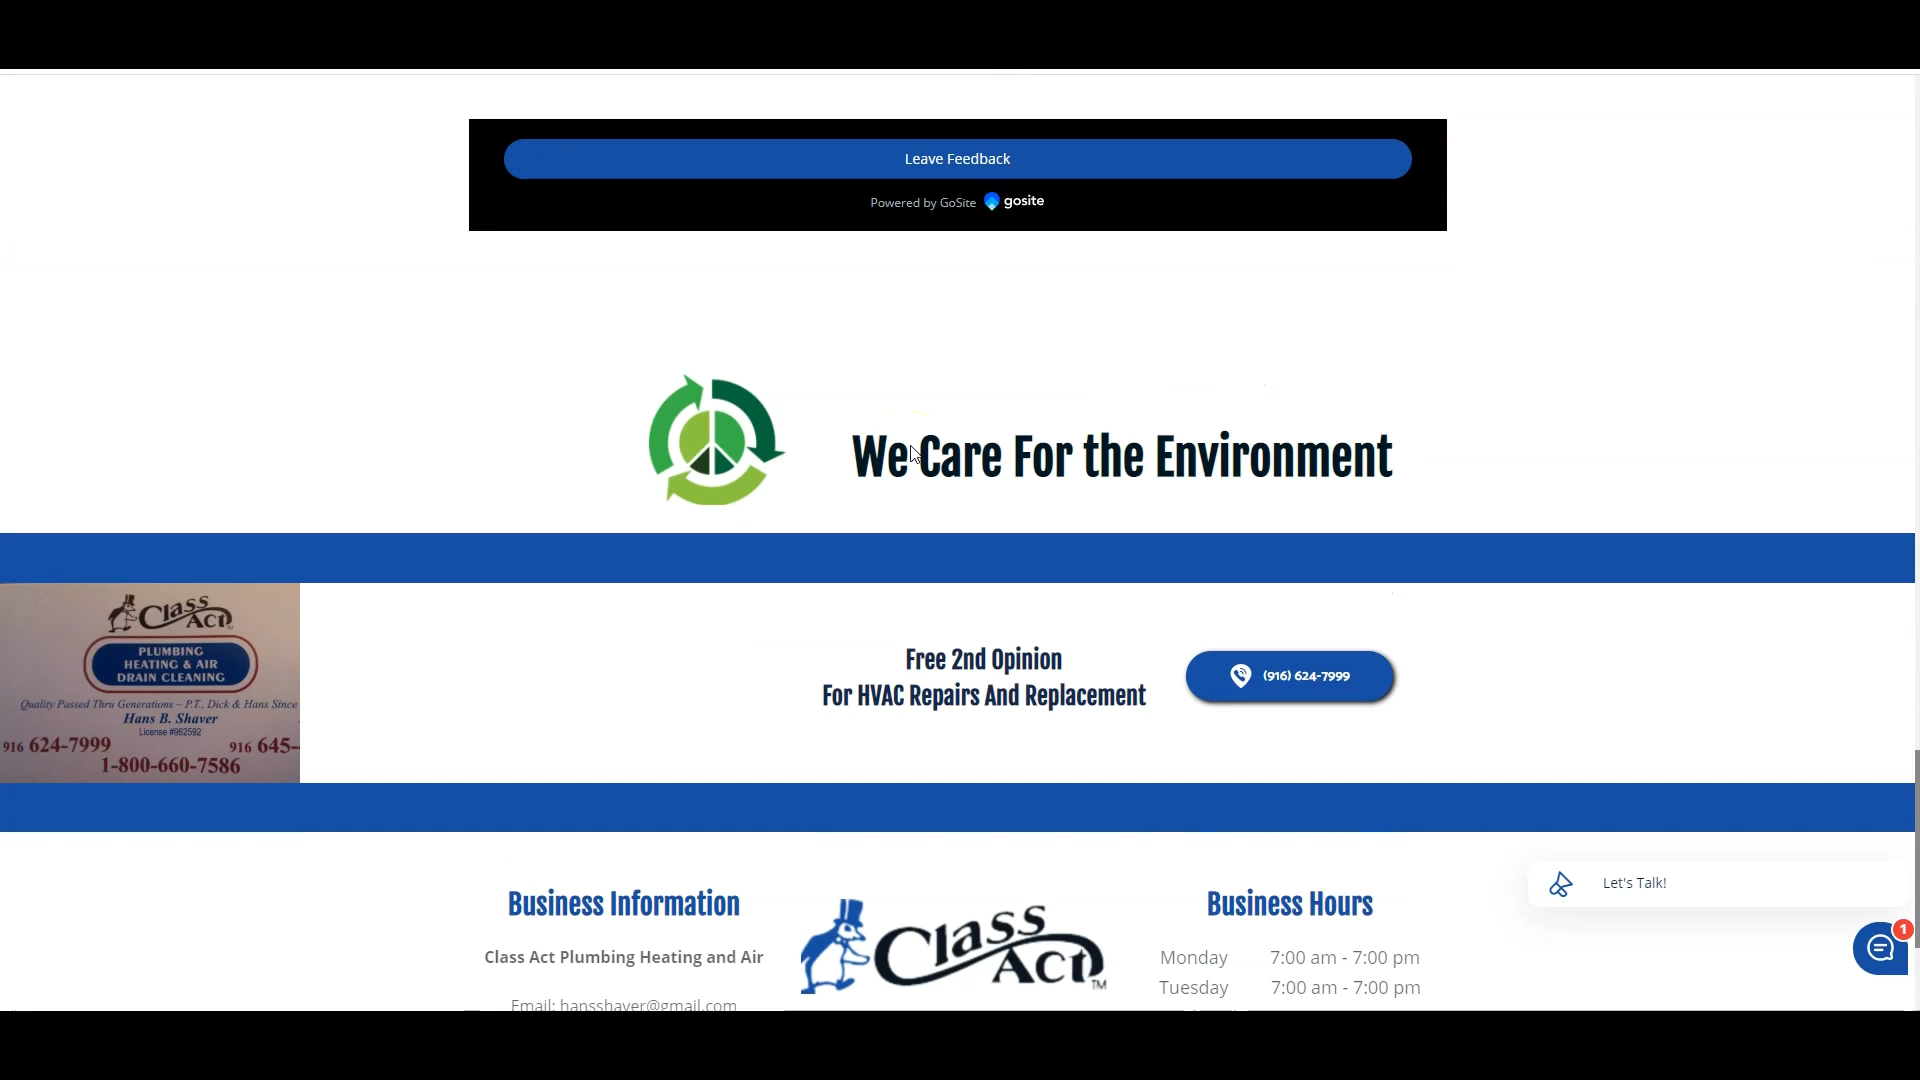 Leave Feedback
Powered by GoSite gosite
We Care For the Environment
Class Act
PLUMBING
HEATING & AIR
DRAIN CLEANING
Quality Passed Thru Generations ~ P.T., Dick & Hans Since
Hans B. Shaver
License #962592
916 624-7999 916 645-
1-800-660-7586
Free 2nd Opinion
For HVAC Repairs And Replacement
(916) 624-7999
Let's Talk!
1
Business Information
Class Act Plumbing Heating and Air
Email: hansshaver@gmail.com
Class Act TM
Business Hours
Monday 7:00 am - 7:00 pm
Tuesday 7:00 am - 7:00 pm